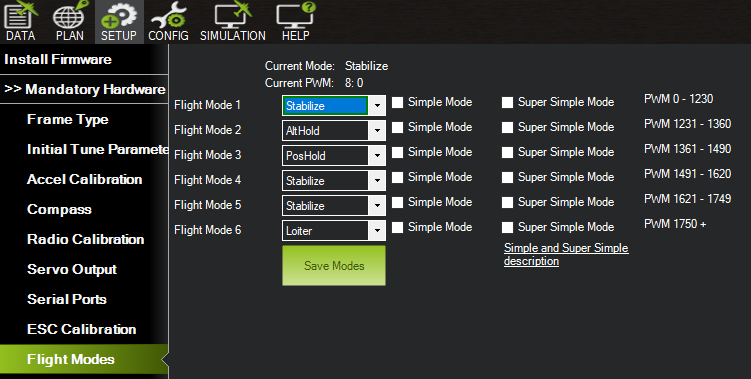 DATA PLAN SETUP CONFIG SIMULATION HELP
Install Firmware
>> Mandatory Hardware
Frame Type
Initial Tune Paramete
Accel Calibration
Compass
Radio Calibration
Servo Output
Serial Ports
ESC Calibration
Flight Modes
Current Mode: Stabilize
Current PWM: 8: 0
Flight Mode 1 Stabilize Simple Mode Super Simple Mode PWM 0 - 1230
Flight Mode 2 AltHold Simple Mode Super Simple Mode PWM 1231 - 1360
Flight Mode 3 PosHold Simple Mode Super Simple Mode PWM 1361 - 1490
Flight Mode 4 Stabilize Simple Mode Super Simple Mode PWM 1491 - 1620
Flight Mode 5 Stabilize Simple Mode Super Simple Mode PWM 1621 - 1749
Flight Mode 6 Loiter Simple Mode Super Simple Mode PWM 1750 +
Save Modes
Simple and Super Simple
description